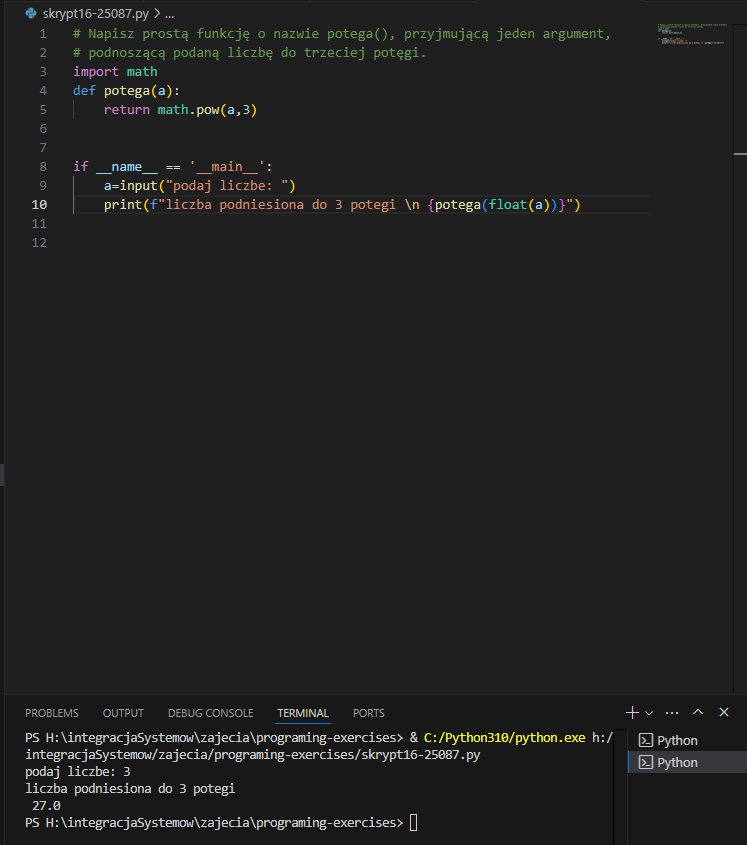 skrypt16-25087.py > ...
1 # Napisz prostą funkcję o nazwie potega(), przyjmującą jeden argument,
2 # podnoszącą podaną liczbę do trzeciej potęgi.
3 import math
4 def potega(a):
5     return math.pow(a,3)
6
7
8 if __name__ == '__main__':
9     a=input("podaj liczbe: ")
10     print(f"liczba podniesiona do 3 potegi \n {potega(float(a))}")
11
12
PROBLEMS OUTPUT DEBUG CONSOLE TERMINAL PORTS
PS H:\integracjaSystemow\zajecia\programing-exercises> & C:/Python310/python.exe h:/
integracjaSystemow/zajecia/programing-exercises/skrypt16-25087.py
podaj liczbe: 3
liczba podniesiona do 3 potegi
 27.0
PS H:\integracjaSystemow\zajecia\programing-exercises>
Python
Python